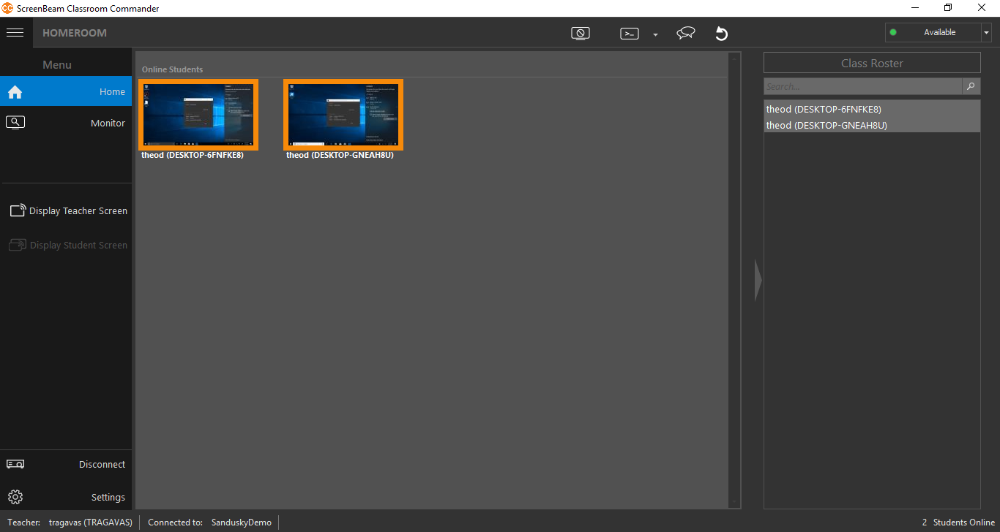 ScreenBeam Classroom Commander
HOMEROOM
Available
Menu
Home
Monitor
Display Teacher Screen
Display Student Screen
Disconnect
Settings
Online Students
theod (DESKTOP-6FNFKE8)
theod (DESKTOP-GNEAH8U)
Class Roster
Search...
theod (DESKTOP-6FNFKE8)
theod (DESKTOP-GNEAH8U)
Teacher: tragavas (TRAGAVAS) Connected to: SanduskyDemo 2 Students Online